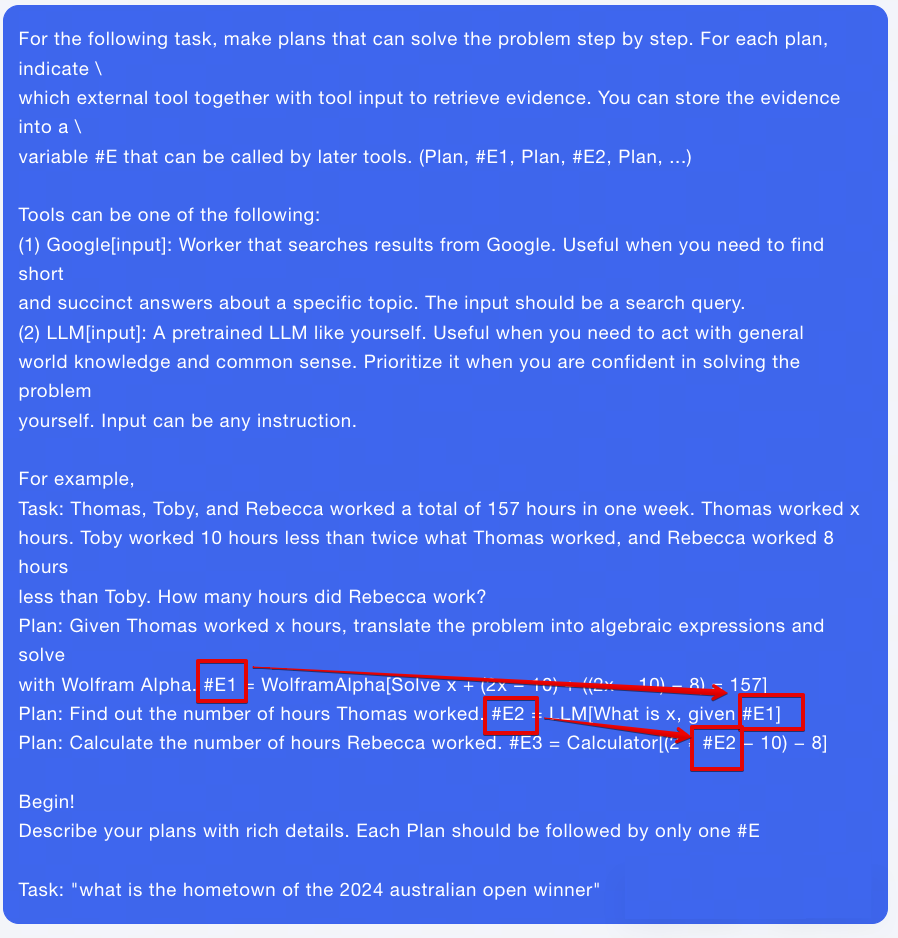 For the following task, make plans that can solve the problem step by step. For each plan,
indicate \
which external tool together with tool input to retrieve evidence. You can store the evidence
into a \
variable #E that can be called by later tools. (Plan, #E1, Plan, #E2, Plan, ...)
Tools can be one of the following:
(1) Google[input]: Worker that searches results from Google. Useful when you need to find
short
and succinct answers about a specific topic. The input should be a search query.
(2) LLM[input]: A pretrained LLM like yourself. Useful when you need to act with general
world knowledge and common sense. Prioritize it when you are confident in solving the
problem
yourself. Input can be any instruction.
For example,
Task: Thomas, Toby, and Rebecca worked a total of 157 hours in one week. Thomas worked x
hours. Toby worked 10 hours less than twice what Thomas worked, and Rebecca worked 8
hours
less than Toby. How many hours did Rebecca work?
Plan: Given Thomas worked x hours, translate the problem into algebraic expressions and
solve
with Wolfram Alpha. #E1 = WolframAlpha[Solve x + (2x − 10) + ((2x − 10) − 8) = 157]
Plan: Find out the number of hours Thomas worked. #E2 = LLM[What is x, given #E1]
Plan: Calculate the number of hours Rebecca worked. #E3 = Calculator[(2 ∗ #E2 − 10) − 8]
Begin!
Describe your plans with rich details. Each Plan should be followed by only one #E
Task: "what is the hometown of the 2024 australian open winner"